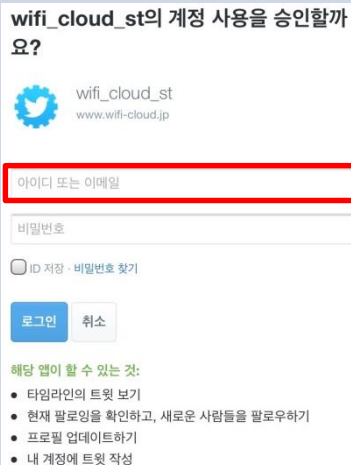 wifi_cloud_st의 계정 사용을 승인할까
요?
wifi_cloud_st
www.wifi-cloud.jp
아이디 또는 이메일
비밀번호
ID 저장 · 비밀번호 찾기
로그인 취소
해당 앱이 할 수 있는 것:
• 타임라인의 트윗 보기
• 현재 팔로잉을 확인하고, 새로운 사람들을 팔로우하기
• 프로필 업데이트하기
• 내 계정에 트윗 작성